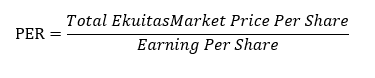 PER = Total EkuitasMarket Price Per Share
Earning Per Share